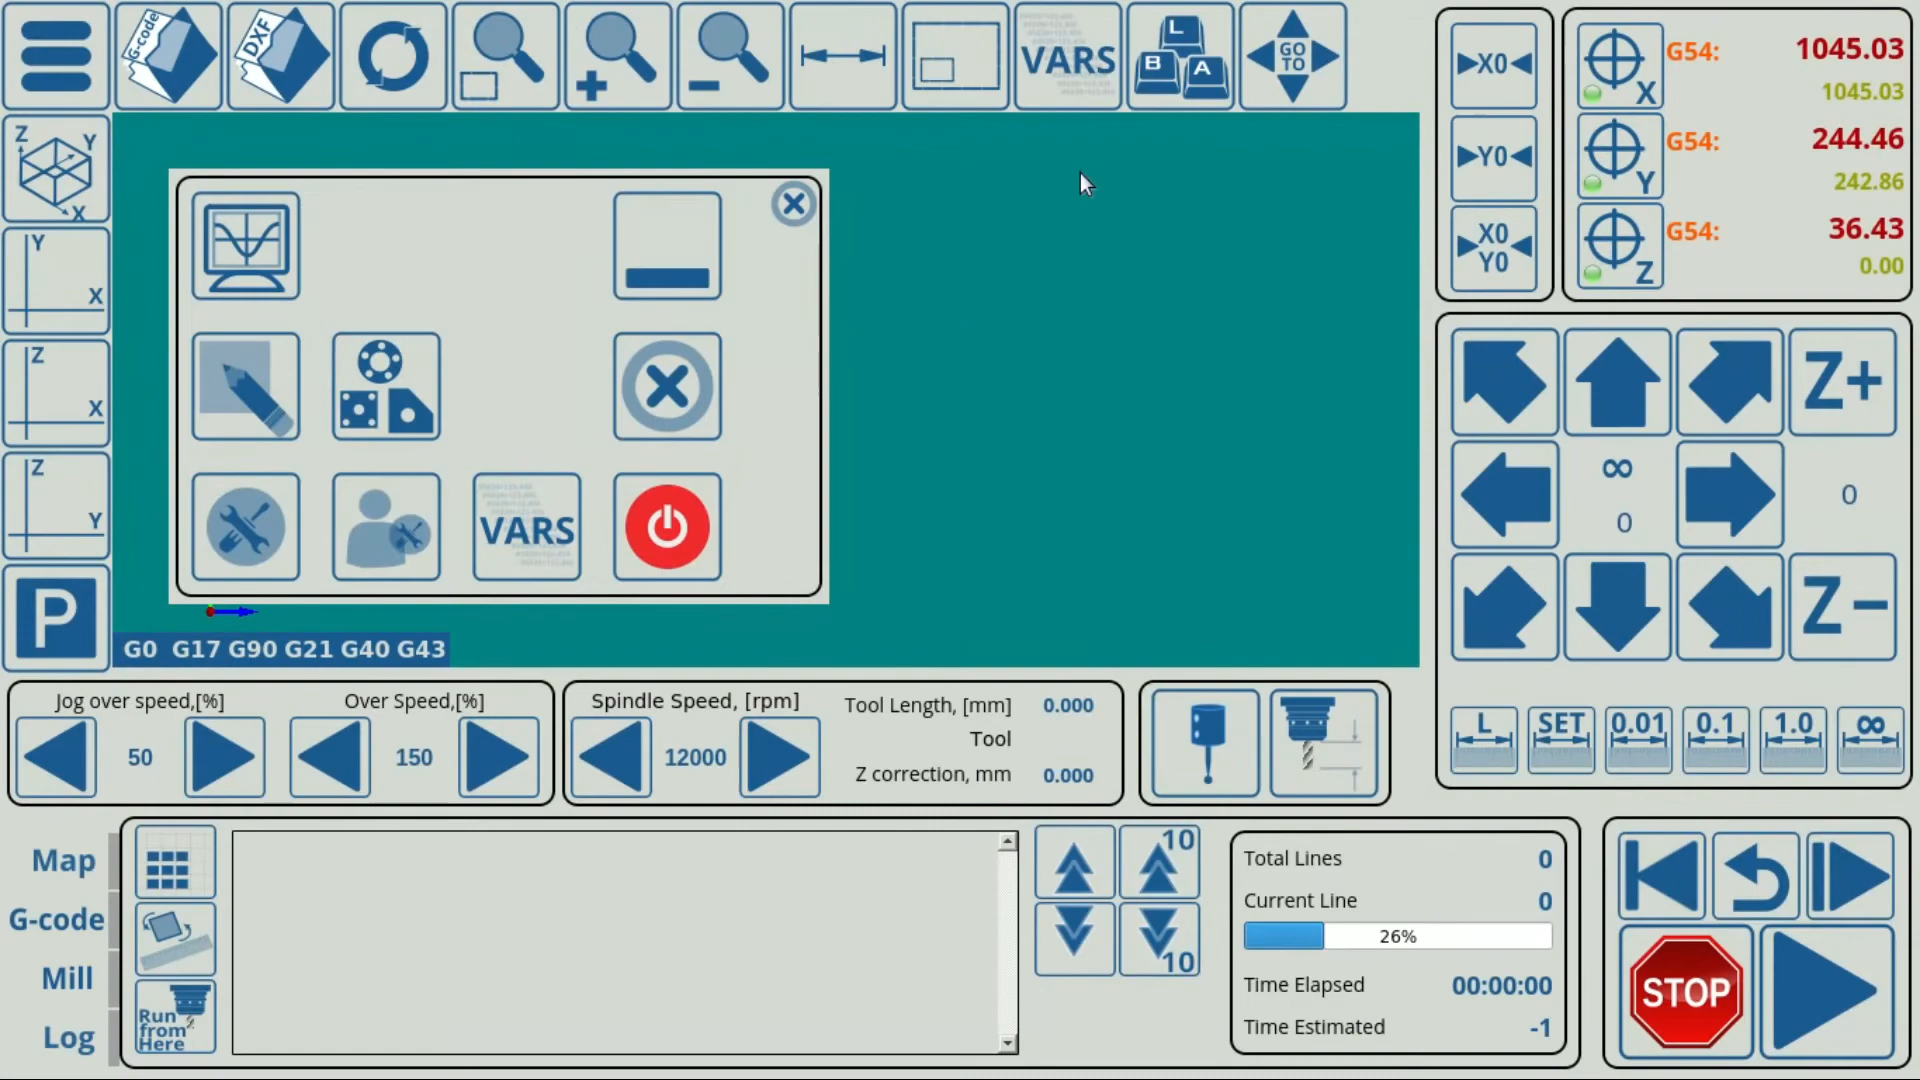 G-code
DXF
VARS
L
B
A
GO
TO
X0
X
G54:
1045.03
1045.03
Y0
Y
G54:
244.46
242.86
X0
Y0
Z
G54:
36.43
0.00
Z
Y
X
Y
X
Z
X
Z
Y
P
VARS
G0 G17 G90 G21 G40 G43
Z+
∞
0
0
Z−
L
SET
0.01
0.1
1.0
∞
Jog over speed,[%]
50
Over Speed,[%]
150
Spindle Speed, [rpm]
12000
Tool Length, [mm] 0.000
Tool
Z correction, mm 0.000
Map
G-code
Mill
Log
Run
from
Here
10
10
Total Lines 0
Current Line 0
26%
Time Elapsed 00:00:00
Time Estimated -1
STOP